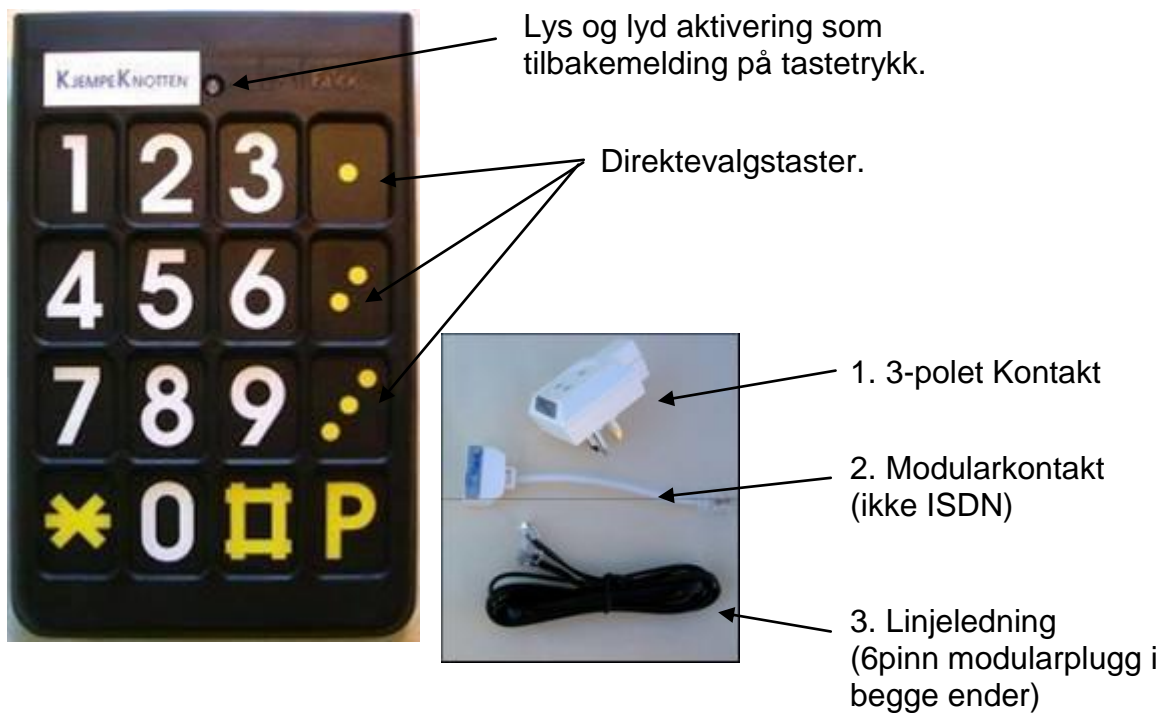 Lys og lyd aktivering som
tilbakemelding på tastetrykk.
KJEMPEKNOTTEN
Direktevalgstaster.
1 2 3
4 5 6
7 8 9
* 0 # P
1. 3-polet Kontakt
2. Modularkontakt
(ikke ISDN)
3. Linjeledning
(6pinn modularplugg i
begge ender)